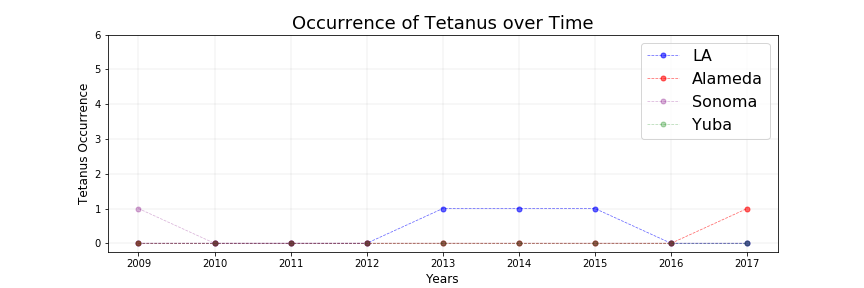 Occurrence of Tetanus over Time
Tetanus Occurrence
6
5
4
3
2
1
0
LA
Alameda
Sonoma
Yuba
2009 2010 2011 2012 2013 2014 2015 2016 2017
Years